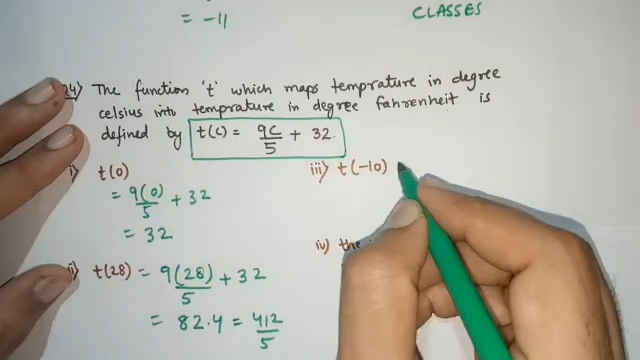 = -11
CLASSES
The function 't' which maps temprature in degree
celsius into temprature in degree fahrenheit is
defined by t(c) = 9c/5 + 32.
i) t(0)
= 9(0)/5 + 32
= 32
ii) t(28) = 9(28)/5 + 32
= 82.4 = 412/5
iii) t(-10)
iv) the